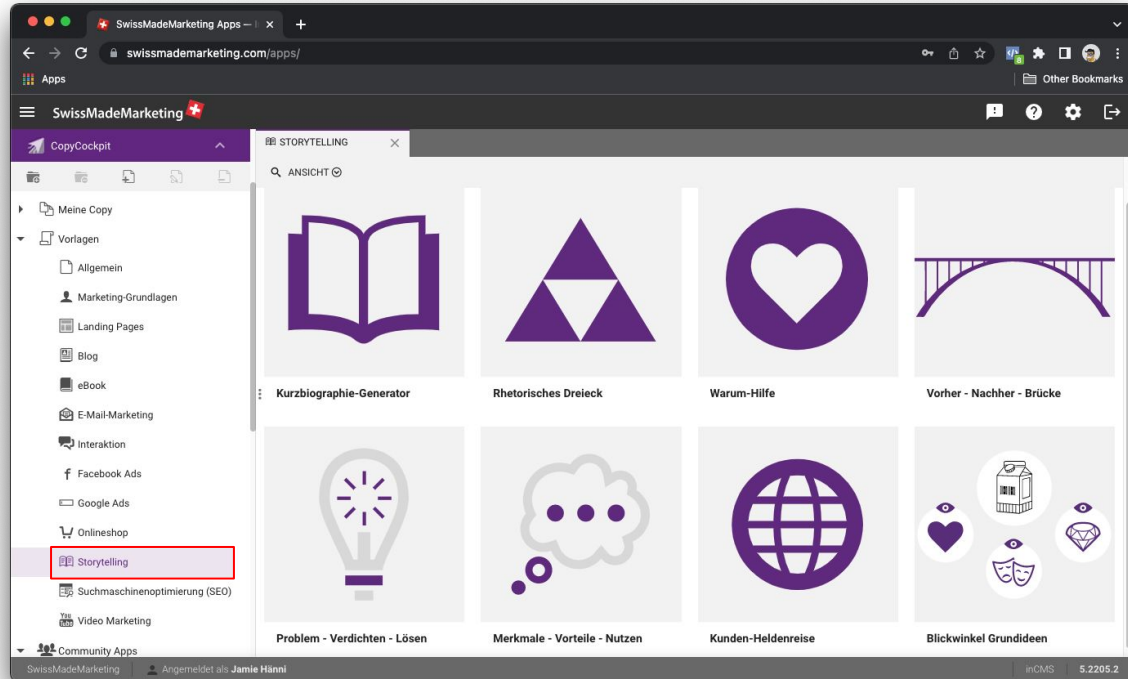 SwissMadeMarketing Apps –
swissmademarketing.com/apps/
8
Apps
Other Bookmarks
SwissMadeMarketing
CopyCockpit
STORYTELLING
ANSICHT
Meine Copy
Vorlagen
Allgemein
Marketing-Grundlagen
Landing Pages
Blog
eBook
E-Mail-Marketing
Interaktion
Facebook Ads
Google Ads
Onlineshop
Storytelling
Suchmaschinenoptimierung (SEO)
You
Tube
Video Marketing
Community Apps
Kurzbiographie-Generator
Rhetorisches Dreieck
Warum-Hilfe
Vorher - Nachher - Brücke
Problem - Verdichten - Lösen
Merkmale - Vorteile - Nutzen
Kunden-Heldenreise
Blickwinkel Grundideen
SwissMadeMarketing
Angemeldet als Jamie Hänni
inCMS
5.2205.2